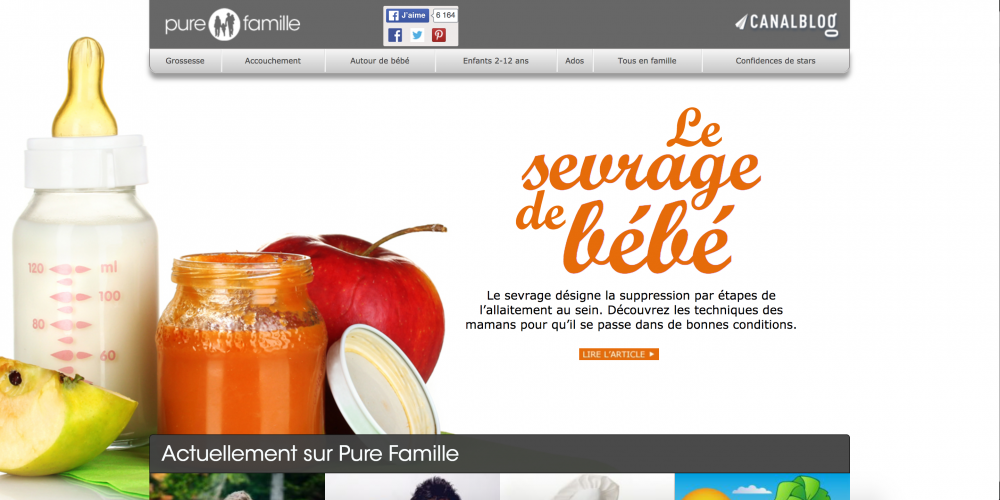 pure famille
J'aime 6 164
CANALBLOG
Grossesse Accouchement Autour de bébé Enfants 2-12 ans Ados Tous en famille Confidences de stars
Le
sevrage
de bébé
Le sevrage désigne la suppression par étapes de
l'allaitement au sein. Découvrez les techniques des
mamans pour qu'il se passe dans de bonnes conditions.
LIRE L'ARTICLE
120 ml
100
80
60
Actuellement sur Pure Famille